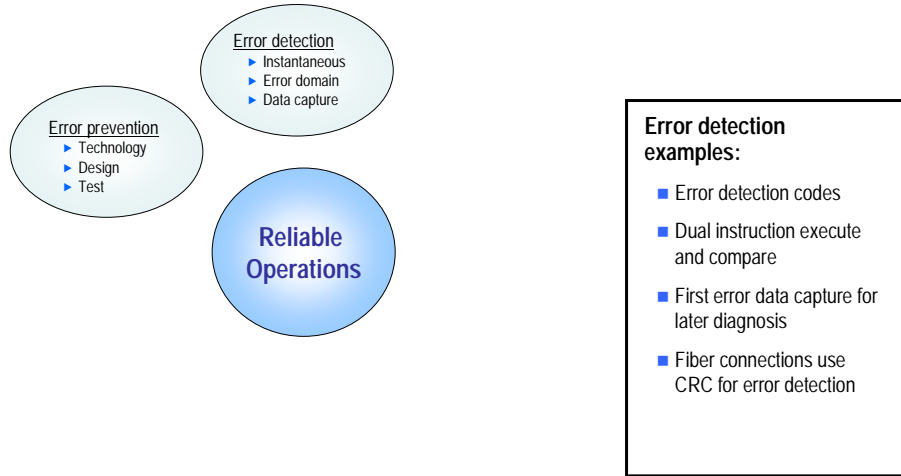 Error detection
Instantaneous
Error domain
Data capture
Error prevention
Technology
Design
Test
Reliable
Operations
Error detection
examples:
Error detection codes
Dual instruction execute
and compare
First error data capture for
later diagnosis
Fiber connections use
CRC for error detection